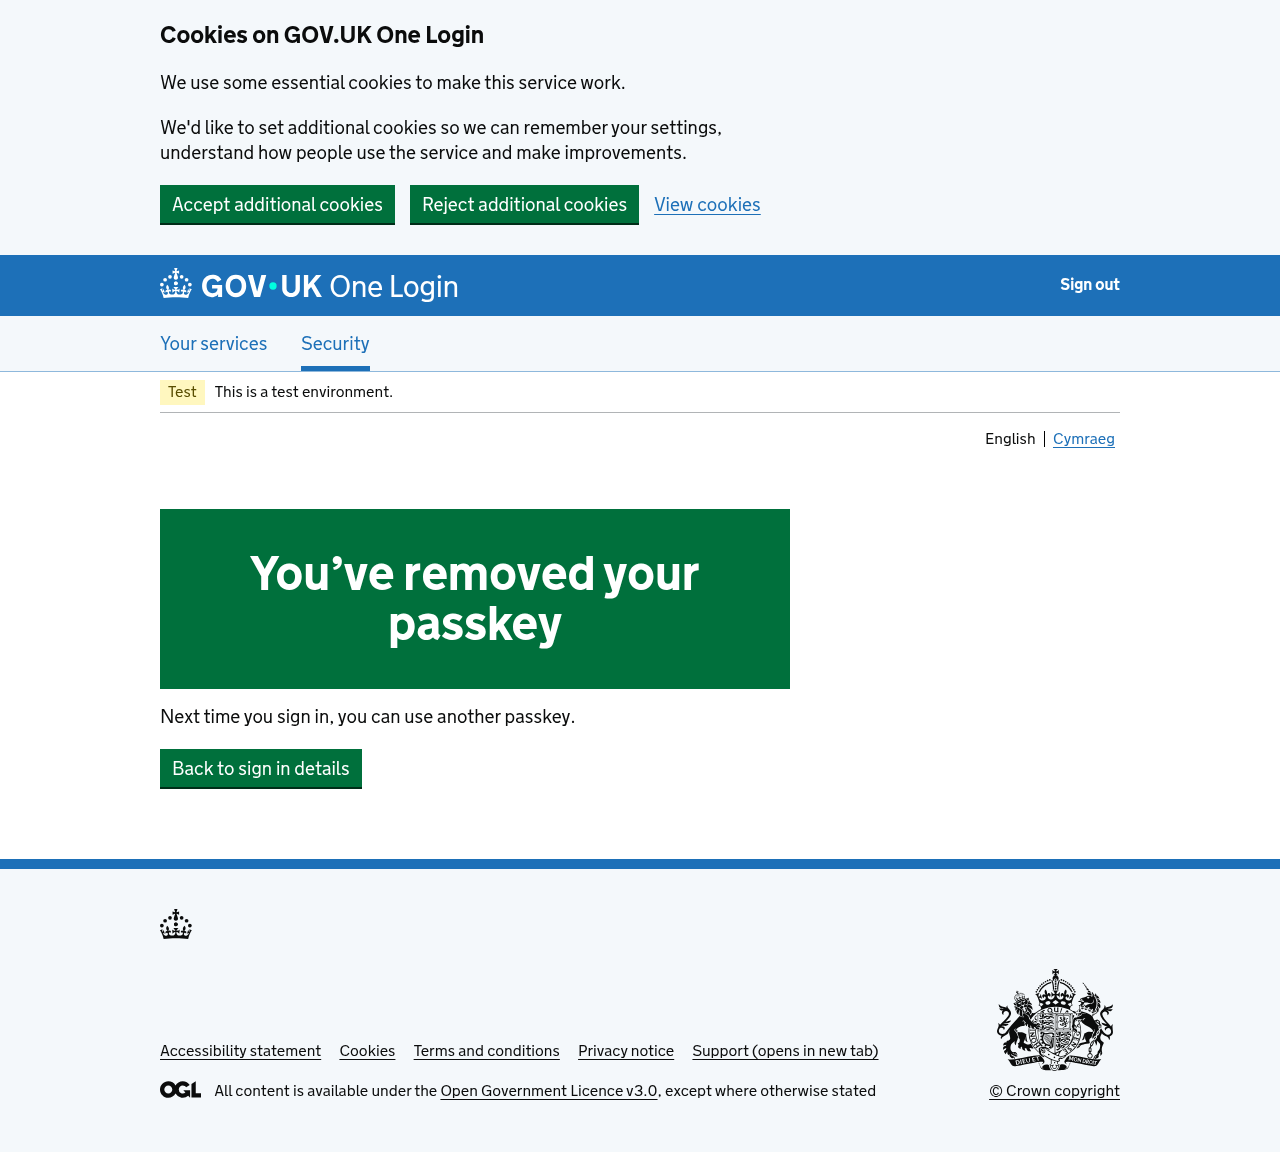 Cookies on GOV.UK One Login
We use some essential cookies to make this service work.
We'd like to set additional cookies so we can remember your settings,
understand how people use the service and make improvements.
Accept additional cookies Reject additional cookies View cookies
GOV•UK One Login Sign out
Your services Security
Test This is a test environment.
English Cymraeg
You’ve removed your
passkey
Next time you sign in, you can use another passkey.
Back to sign in details
Accessibility statement Cookies Terms and conditions Privacy notice Support (opens in new tab)
OGL All content is available under the Open Government Licence v3.0, except where otherwise stated
© Crown copyright